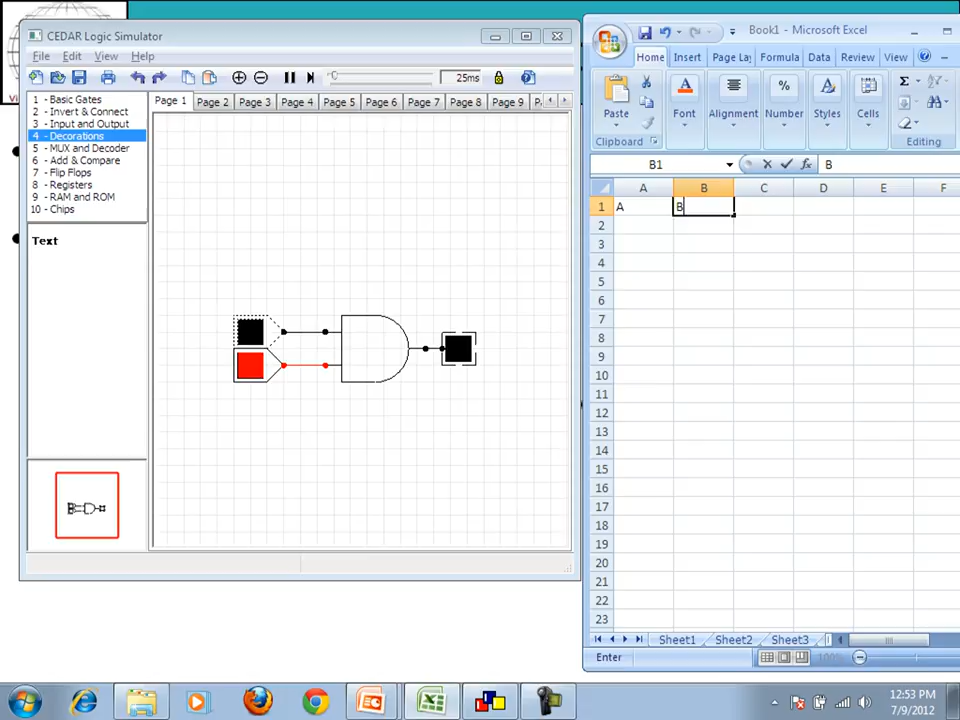 CEDAR Logic Simulator
File Edit View Help
25ms
1 - Basic Gates
2 - Invert & Connect
3 - Input and Output
4 - Decorations
5 - MUX and Decoder
6 - Add & Compare
7 - Flip Flops
8 - Registers
9 - RAM and ROM
10 - Chips
Page 1 Page 2 Page 3 Page 4 Page 5 Page 6 Page 7 Page 8 Page 9 P
Text
Book1 - Microsoft Excel
Home Insert Page La Formula Data Review View
Paste Font Alignment Number Styles Cells
Clipboard Editing
B1 fx B
A B C D E F
1 A B
2
3
4
5
6
7
8
9
10
11
12
13
14
15
16
17
18
19
20
21
22
23
Sheet1 Sheet2 Sheet3
Enter 100%
12:53 PM
7/9/2012